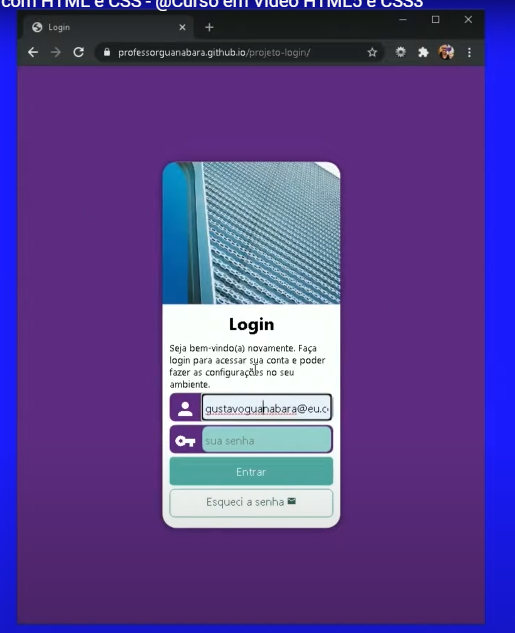 com HTML e CSS - @Curso em Vídeo HTML5 e CSS3
Login
professorguanabara.github.io/projeto-login/
Login
Seja bem-vindo(a) novamente. Faça
login para acessar sua conta e poder
fazer as configurações no seu
ambiente.
gustavoguanabara@eu.c
sua senha
Entrar
Esqueci a senha